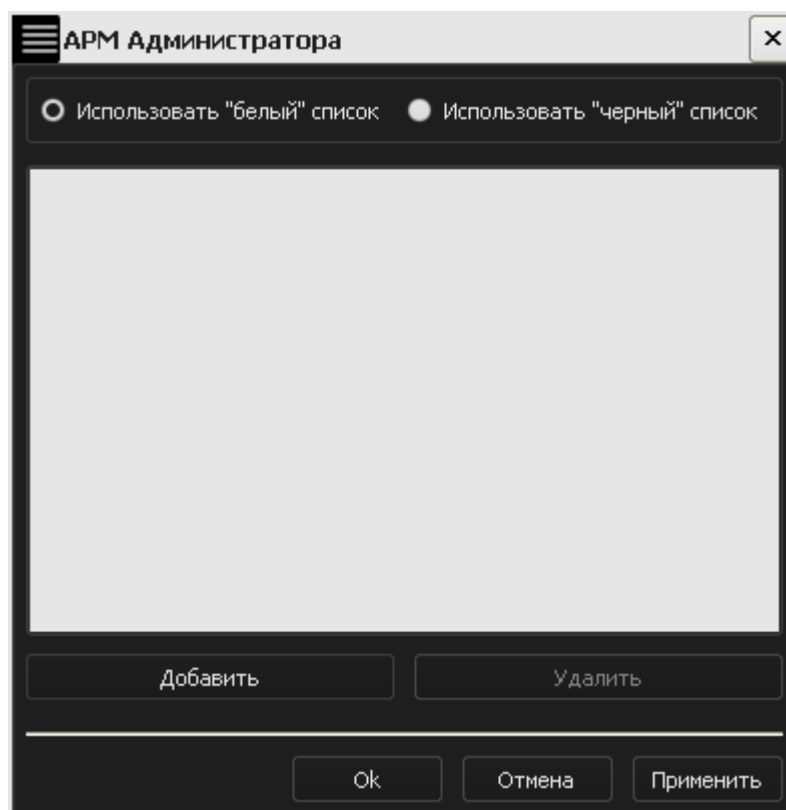 АРМ Администратора
Использовать "белый" список Использовать "черный" список
Добавить Удалить
Ok Отмена Применить